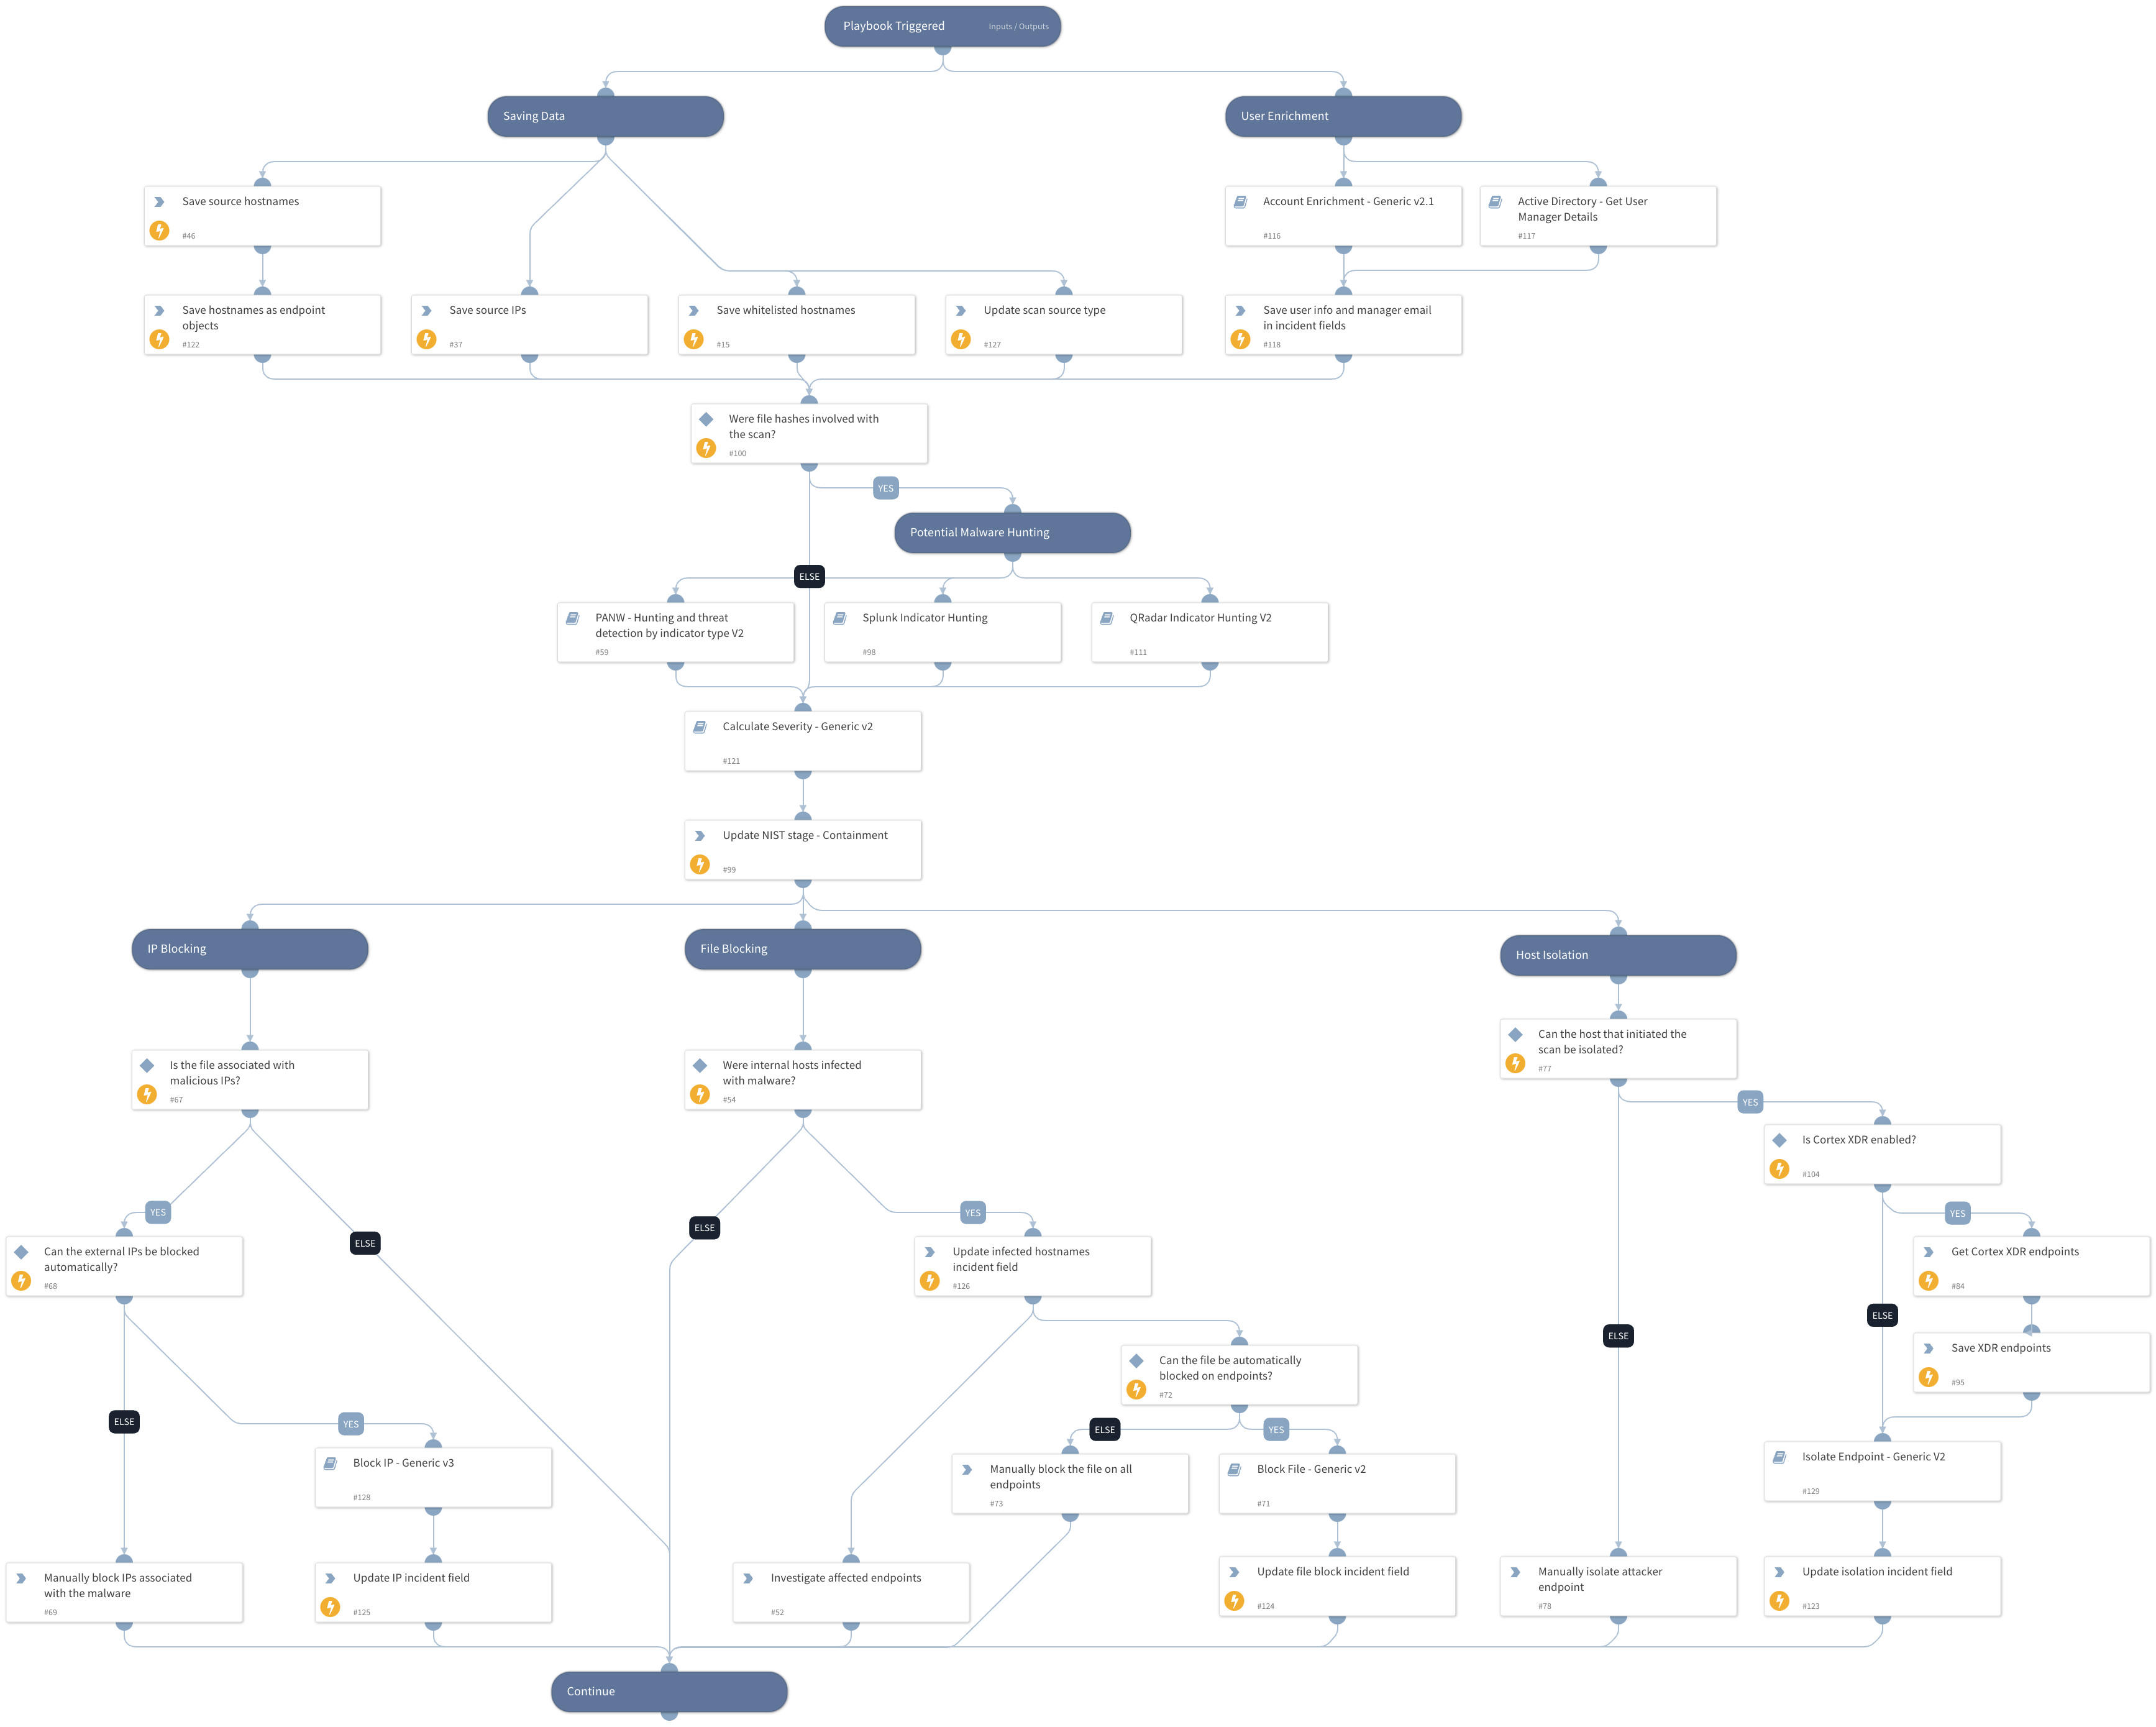 Playbook Triggered
Inputs / Outputs
Saving Data
User Enrichment
Save source hostnames
#46
Account Enrichment - Generic v2.1
#116
Active Directory - Get User
Manager Details
#117
Save hostnames as endpoint
objects
#122
Save source IPs
#37
Save whitelisted hostnames
#15
Update scan source type
#127
Save user info and manager email
in incident fields
#118
Were file hashes involved with
the scan?
#100
YES
Potential Malware Hunting
ELSE
PANW - Hunting and threat
detection by indicator type V2
#59
Splunk Indicator Hunting
#98
QRadar Indicator Hunting V2
#111
Calculate Severity - Generic v2
#121
Update NIST stage - Containment
#99
IP Blocking
File Blocking
Host Isolation
Can the host that initiated the
scan be isolated?
#77
Is the file associated with
malicious IPs?
#67
Were internal hosts infected
with malware?
#54
YES
Is Cortex XDR enabled?
#104
YES
ELSE
ELSE
YES
YES
Can the external IPs be blocked
automatically?
#68
Update infected hostnames
incident field
#126
Get Cortex XDR endpoints
#84
ELSE
ELSE
Save XDR endpoints
#95
Can the file be automatically
blocked on endpoints?
#72
ELSE
YES
ELSE
YES
Block IP - Generic v3
#128
Manually block the file on all
endpoints
#73
Block File - Generic v2
#71
Isolate Endpoint - Generic V2
#129
Manually block IPs associated
with the malware
#69
Update IP incident field
#125
Investigate affected endpoints
#52
Update file block incident field
#124
Manually isolate attacker
endpoint
#78
Update isolation incident field
#123
Continue